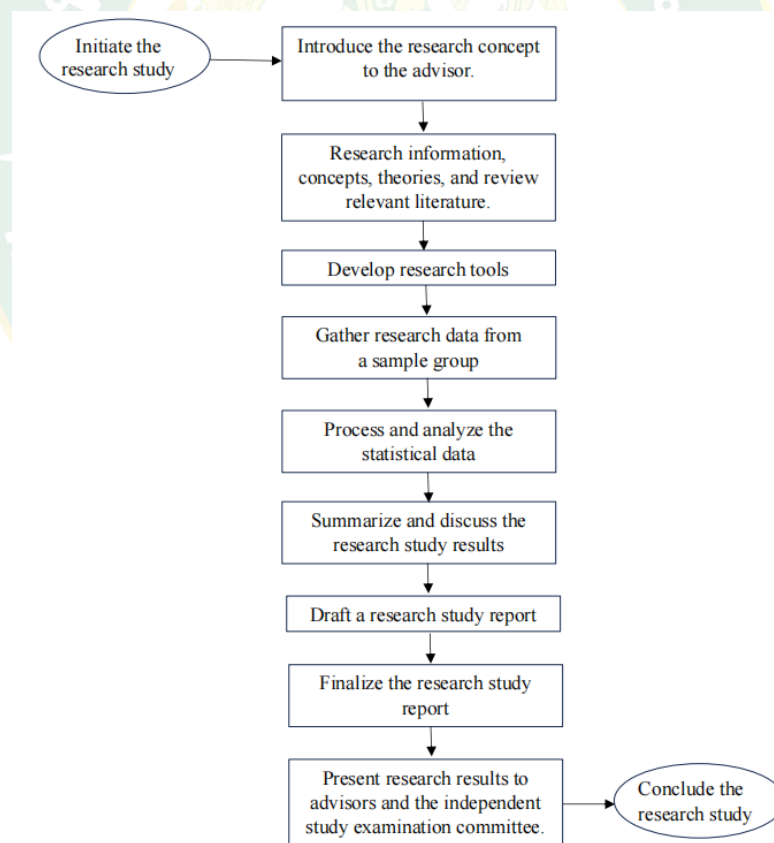 Initiate the
research study
Introduce the research concept
to the advisor.
Research information,
concepts, theories, and review
relevant literature.
Develop research tools
Gather research data from
a sample group
Process and analyze the
statistical data
Summarize and discuss the
research study results
Draft a research study report
Finalize the research study
report
Present research results to
advisors and the independent
study examination committee.
Conclude the
research study